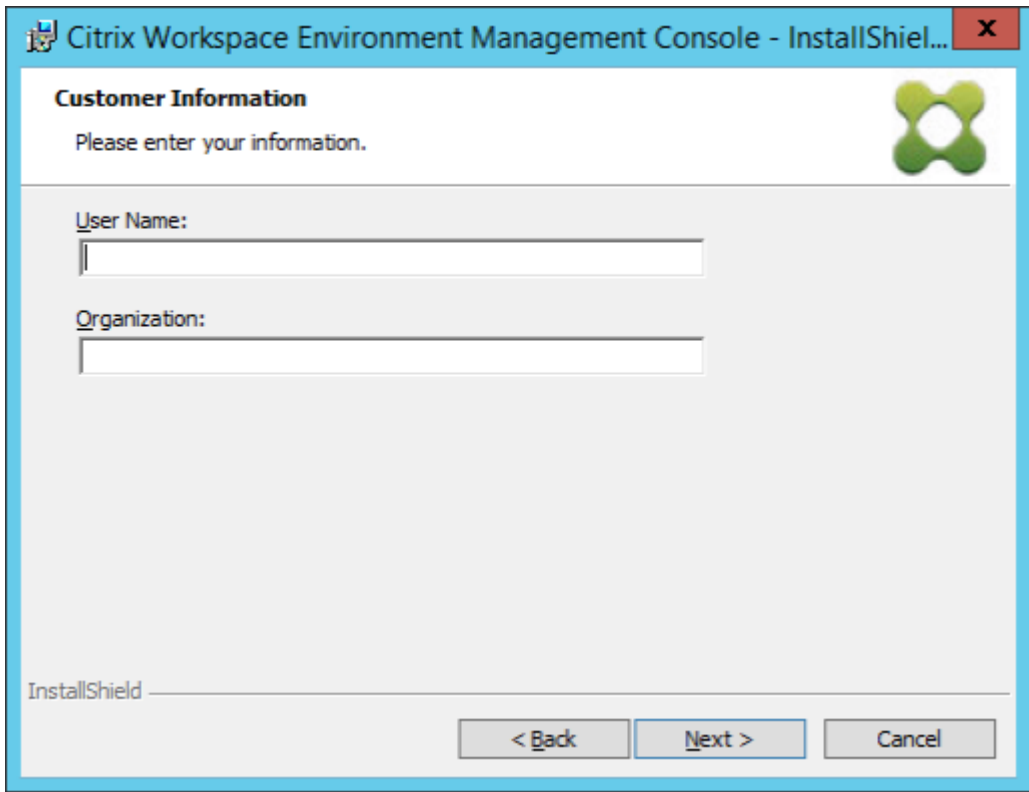 Citrix Workspace Environment Management Console - InstallShiel...
x
Customer Information
Please enter your information.
User Name:
Organization:
InstallShield
< Back
Next >
Cancel